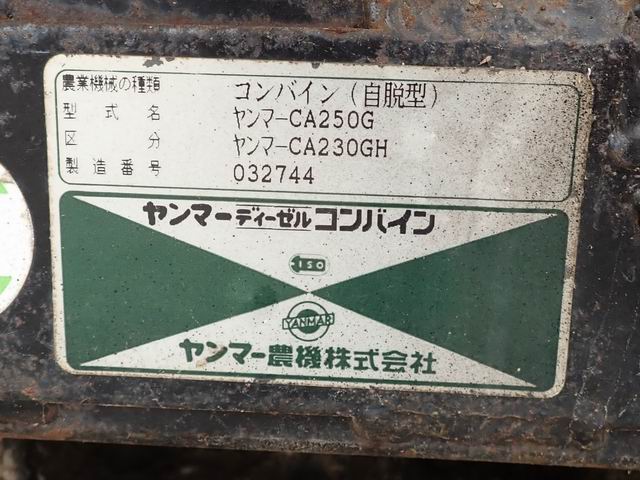 農業機械の種類 コンバイン(自脱型)
型式名 ヤンマーCA250G
区分 ヤンマーCA230GH
製造番号 032744
ヤンマーディーゼルコンバイン
ISO
YANMAR
ヤンマー農機株式会社